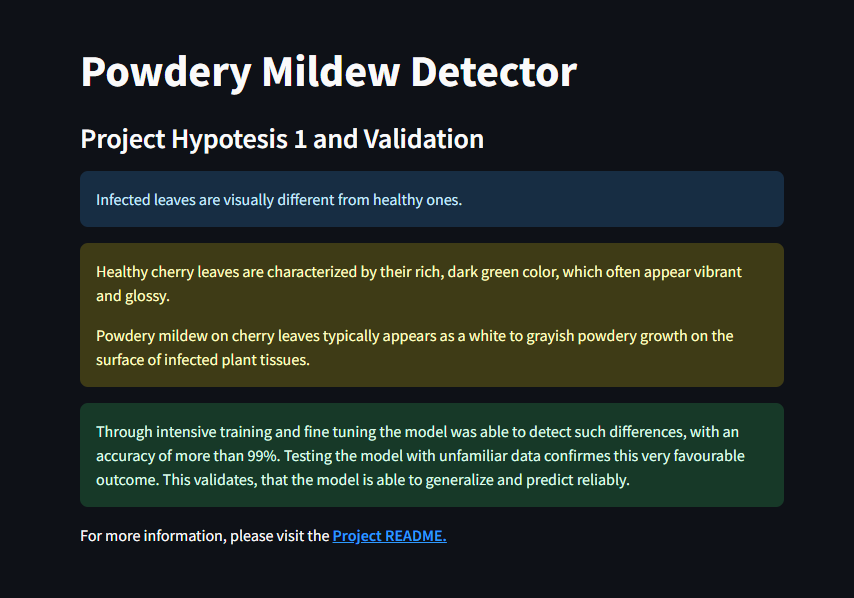 Powdery Mildew Detector
Project Hypotesis 1 and Validation
Infected leaves are visually different from healthy ones.
Healthy cherry leaves are characterized by their rich, dark green color, which often appear vibrant
and glossy.
Powdery mildew on cherry leaves typically appears as a white to grayish powdery growth on the
surface of infected plant tissues.
Through intensive training and fine tuning the model was able to detect such differences, with an
accuracy of more than 99%. Testing the model with unfamiliar data confirmes this very favourable
outcome. This validates, that the model is able to generalize and predict reliably.
For more information, please visit the Project README.